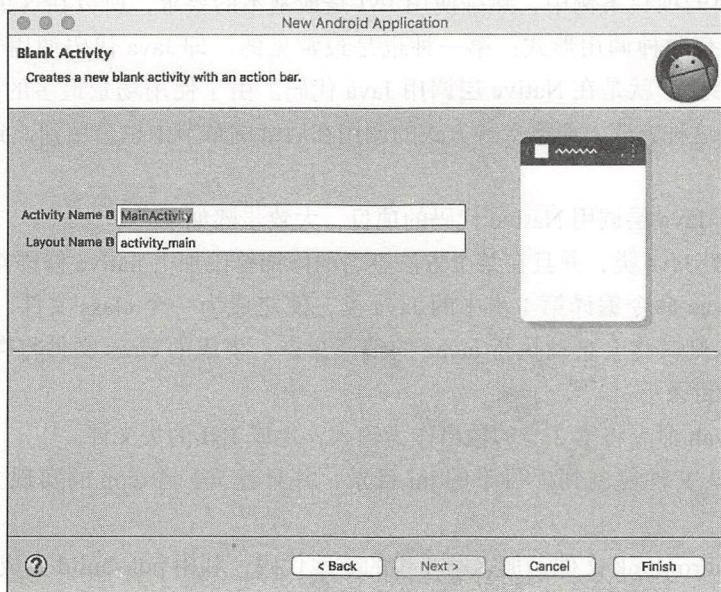 New Android Application
Blank Activity
Creates a new blank activity with an action bar.
Activity Name MainActivity
Layout Name activity_main
< Back Next > Cancel Finish